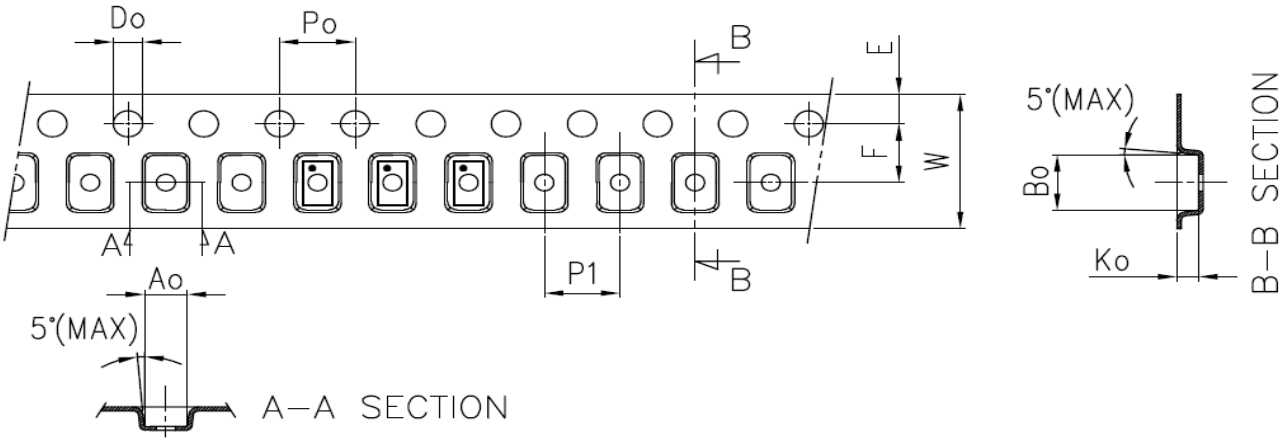 Do
Po
B
E
F
W
A
A
P1
B
Ao
5°(MAX)
A-A SECTION
5°(MAX)
Bo
Ko
B-B SECTION